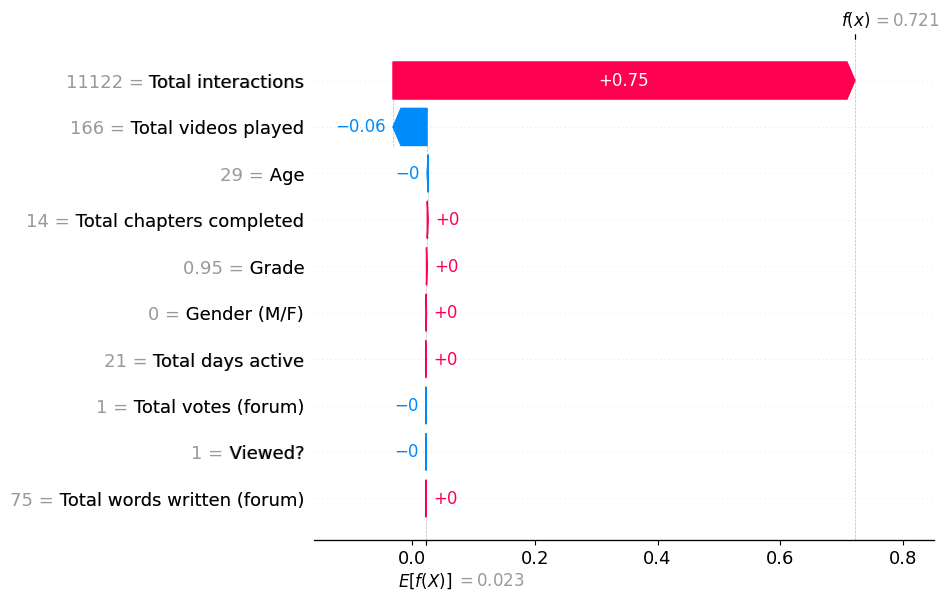 f(x) = 0.721
11122 = Total interactions
+0.75
166 = Total videos played
−0.06
29 = Age
−0
14 = Total chapters completed
+0
0.95 = Grade
+0
0 = Gender (M/F)
+0
21 = Total days active
+0
1 = Total votes (forum)
−0
1 = Viewed?
−0
75 = Total words written (forum)
+0
0.0 0.2 0.4 0.6 0.8
E[f(X)] = 0.023